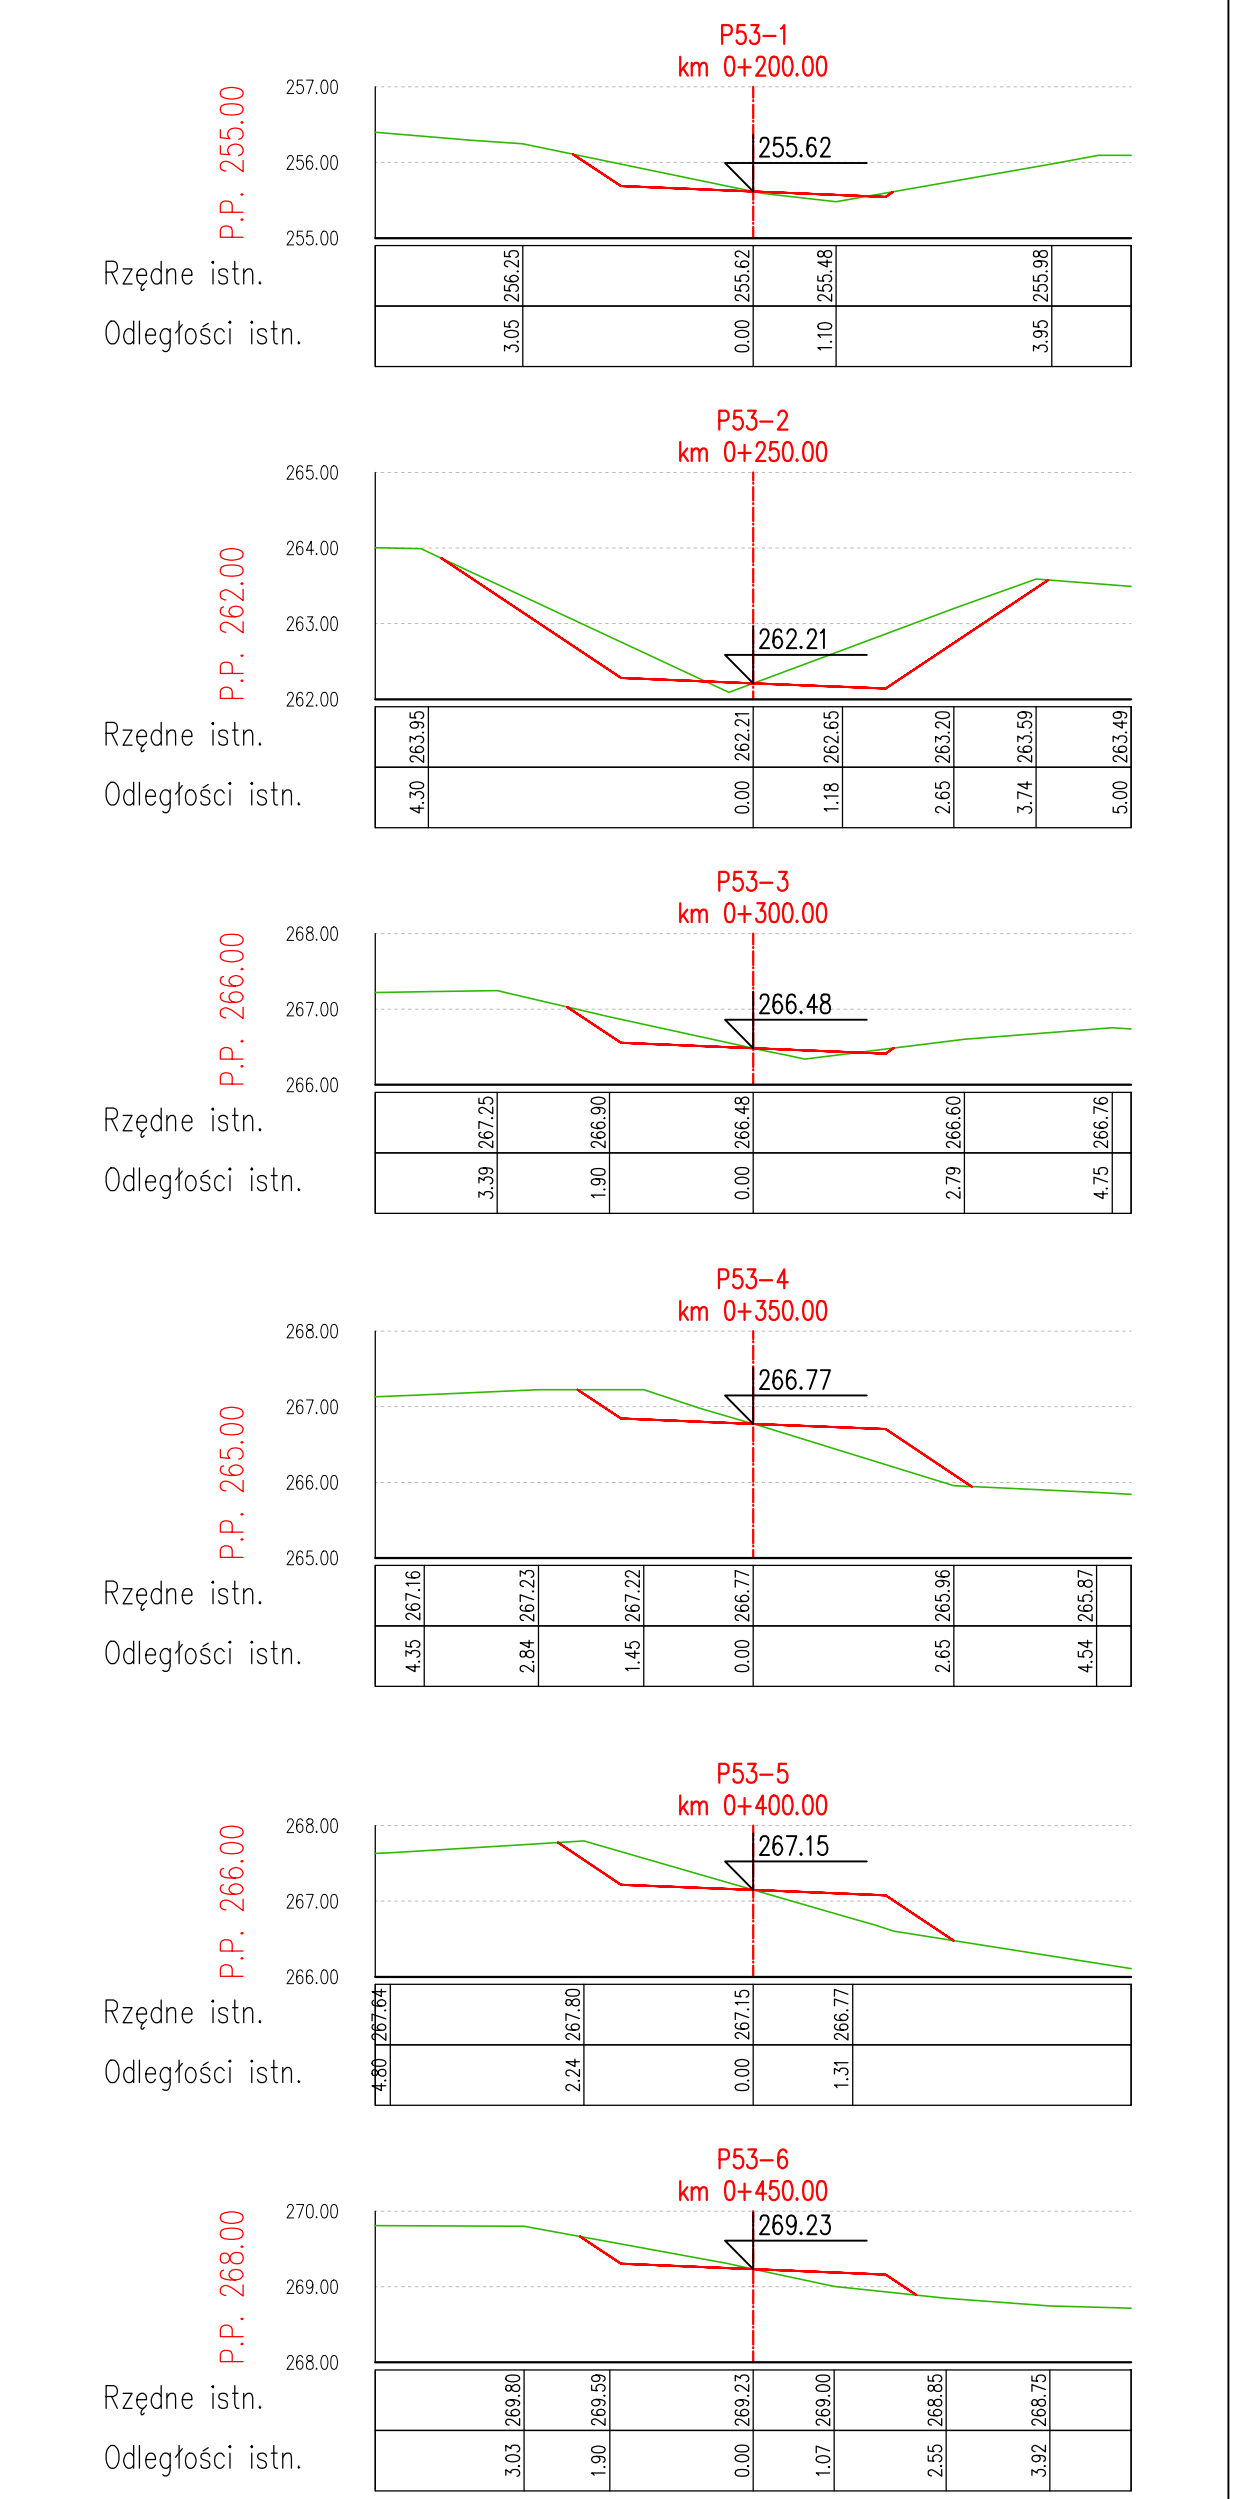 P53-1
km 0+200.00
257.00
P.P. 255.00
255.62
256.00
255.00
Rzędne istn.
256.25 255.62 255.48 255.98
Odległości istn.
3.05 0.00 1.10 3.95
P53-2
km 0+250.00
265.00
264.00
P.P. 262.00
263.00
262.21
262.00
Rzędne istn.
263.95 262.21 262.65 263.20 263.59 263.49
Odległości istn.
4.30 0.00 1.18 2.65 3.74 5.00
P53-3
km 0+300.00
268.00
P.P. 266.00
266.48
267.00
266.00
Rzędne istn.
267.25 266.90 266.48 266.60 266.76
Odległości istn.
3.39 1.90 0.00 2.79 4.75
P53-4
km 0+350.00
268.00
266.77
267.00
P.P. 265.00
266.00
265.00
Rzędne istn.
267.16 267.23 267.22 266.77 265.96 265.87
Odległości istn.
4.35 2.84 1.45 0.00 2.65 4.54
P53-5
km 0+400.00
268.00
267.15
P.P. 266.00
267.00
266.00
Rzędne istn.
267.64 267.80 267.15 266.77
Odległości istn.
4.80 2.24 0.00 1.31
P53-6
km 0+450.00
270.00
269.23
P.P. 268.00
269.00
268.00
Rzędne istn.
269.80 269.59 269.23 269.00 268.85 268.75
Odległości istn.
3.03 1.90 0.00 1.07 2.55 3.92